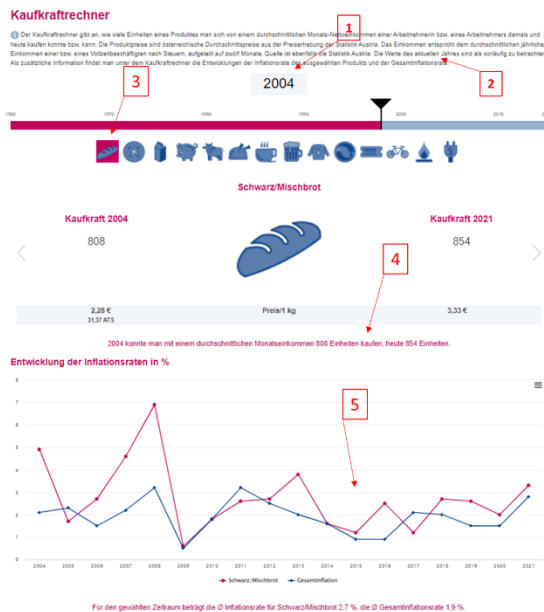 Kaufkraftrechner
Der Kaufkraftrechner gibt an, wie viele Einheiten eines Produktes man sich von einem durchschnittlichen Monats-Nettoeinkommen einer Arbeitnehmerin bzw. eines Arbeitnehmers damals und
heute kaufen konnte bzw. kann. Die Produktpreise sind österreichische Durchschnittspreise aus der Preiserhebung der Statistik Austria. Das Einkommen entspricht dem durchschnittlichen jährlichen
Einkommen einer bzw. eines Vollzeitbeschäftigten nach Steuern, aufgeteilt auf zwölf Monate. Quelle ist ebenfalls die Statistik Austria. Die Werte des aktuellen Jahres sind als vorläufig zu betrachten.
Als zusätzliche Information findet man unter dem Kaufkraftrechner die Entwicklungen der Inflationsrate des ausgewählten Produkts und der Gesamtinflationsrate.
1
2
3
2004
1960 1970 1980 1990 2000 2010
Schwarz/Mischbrot
Kaufkraft 2004
808
Kaufkraft 2021
854
4
2,28 €
31,37 ATS
Preis/1 kg
3,33 €
2004 konnte man mit einem durchschnittlichen Monatseinkommen 808 Einheiten kaufen, heute 854 Einheiten.
Entwicklung der Inflationsraten in %
5
8
7
6
5
4
3
2
1
0
2004 2005 2006 2007 2008 2009 2010 2011 2012 2013 2014 2015 2016 2017 2018 2019 2020 2021
Schwarz/Mischbrot Gesamtinflation
Für den gewählten Zeitraum beträgt die Ø Inflationsrate für Schwarz/Mischbrot 2,7 %, die Ø Gesamtinflationsrate 1,9 %.